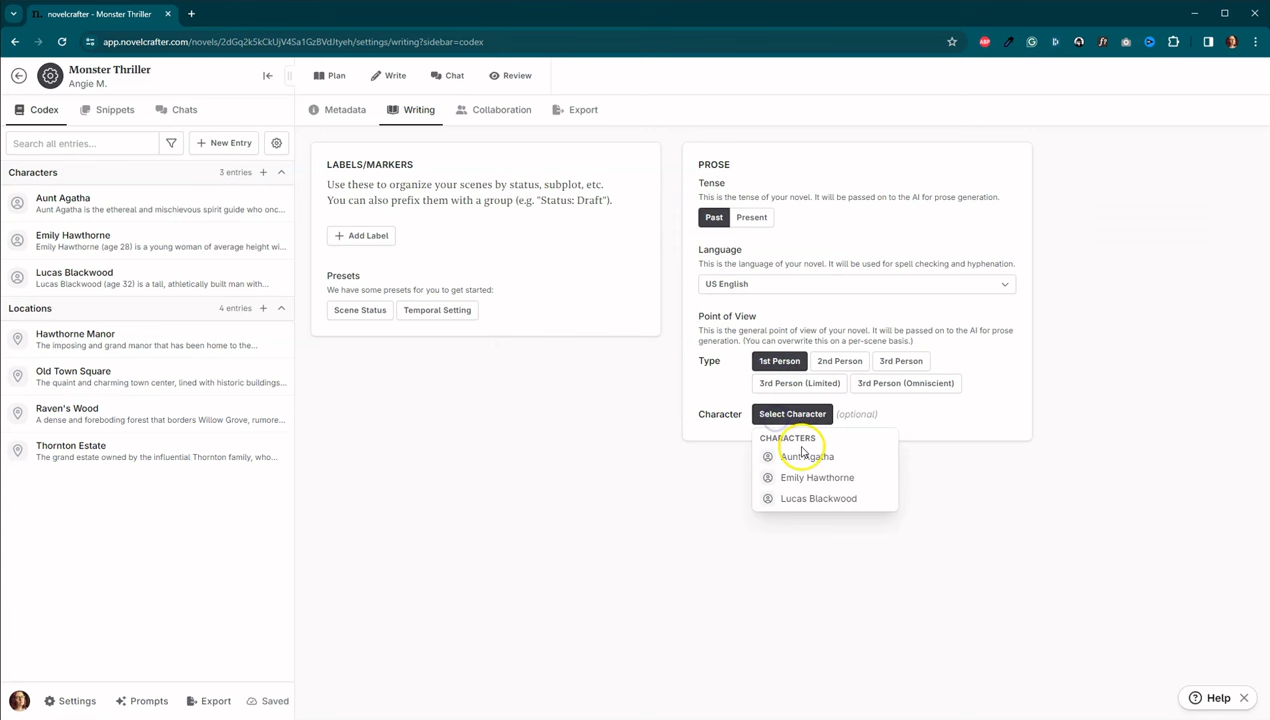 novelcrafter - Monster Thriller
app.novelcrafter.com/novels/2dGq2k5kCkUjV4Sa1GzBVdJtyeh/settings/writing?sidebar=codex
Monster Thriller
Angie M.
Plan
Write
Chat
Review
Codex
Snippets
Chats
Metadata
Writing
Collaboration
Export
Search all entries...
New Entry
Characters
3 entries
Aunt Agatha
Aunt Agatha is the ethereal and mischievous spirit guide who onc...
Emily Hawthorne
Emily Hawthorne (age 28) is a young woman of average height wi...
Lucas Blackwood
Lucas Blackwood (age 32) is a tall, athletically built man with...
Locations
4 entries
Hawthorne Manor
The imposing and grand manor that has been home to the...
Old Town Square
The quaint and charming town center, lined with historic buildings...
Raven's Wood
A dense and foreboding forest that borders Willow Grove, rumore...
Thornton Estate
The grand estate owned by the influential Thornton family, who...
LABELS/MARKERS
Use these to organize your scenes by status, subplot, etc.
You can also prefix them with a group (e.g. "Status: Draft").
Add Label
Presets
We have some presets for you to get started:
Scene Status
Temporal Setting
PROSE
Tense
This is the tense of your novel. It will be passed on to the AI for prose generation.
Past
Present
Language
This is the language of your novel. It will be used for spell checking and hyphenation.
US English
Point of View
This is the general point of view of your novel. It will be passed on to the AI for prose
generation. (You can overwrite this on a per-scene basis.)
Type
1st Person
2nd Person
3rd Person
3rd Person (Limited)
3rd Person (Omniscient)
Character
Select Character
(optional)
CHARACTERS
Aunt Agatha
Emily Hawthorne
Lucas Blackwood
Settings
Prompts
Export
Saved
Help